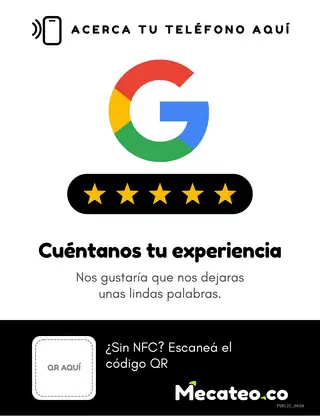 ACERCA TU TELÉFONO AQUÍ
G
Cuéntanos tu experiencia
Nos gustaría que nos dejaras
unas lindas palabras.
QR AQUÍ
¿Sin NFC? Escaneá el
código QR
Mecateo.co